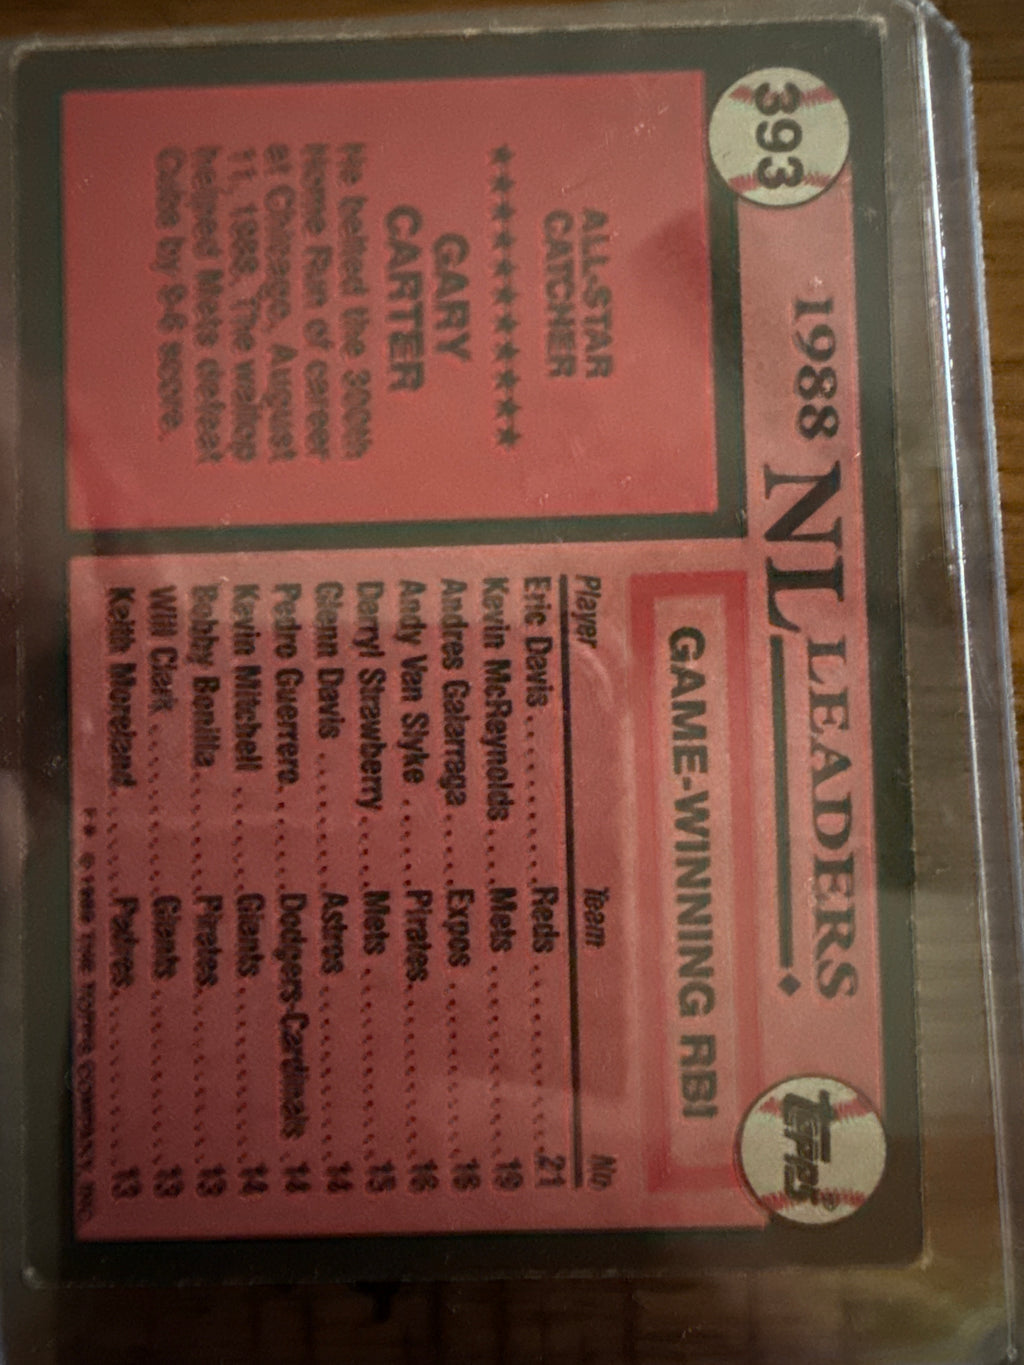 393
1988 NL LEADERS
TOPPS®
ALL-STAR
CATCHER
★★★★★★★★★★★
GARY
CARTER
He belted the 300th
Home Run of career
at Chicago, August
11, 1988. The wallop
helped Mets defeat
Cubs by 9-6 score.
GAME-WINNING RBI
Player Team No
Eric Davis Reds 21
Kevin McReynolds Mets 19
Andres Galarraga Expos
Andy Van Slyke Pirates
Darryl Strawberry Mets 15
Glenn Davis Astros 14
Pedro Guerrero Dodgers-Cardinals 14
Kevin Mitchell Giants 14
Bobby Bonilla Pirates 13
Will Clark Giants 13
Keith Moreland Padres 13
THE TOPPS COMPANY, INC.